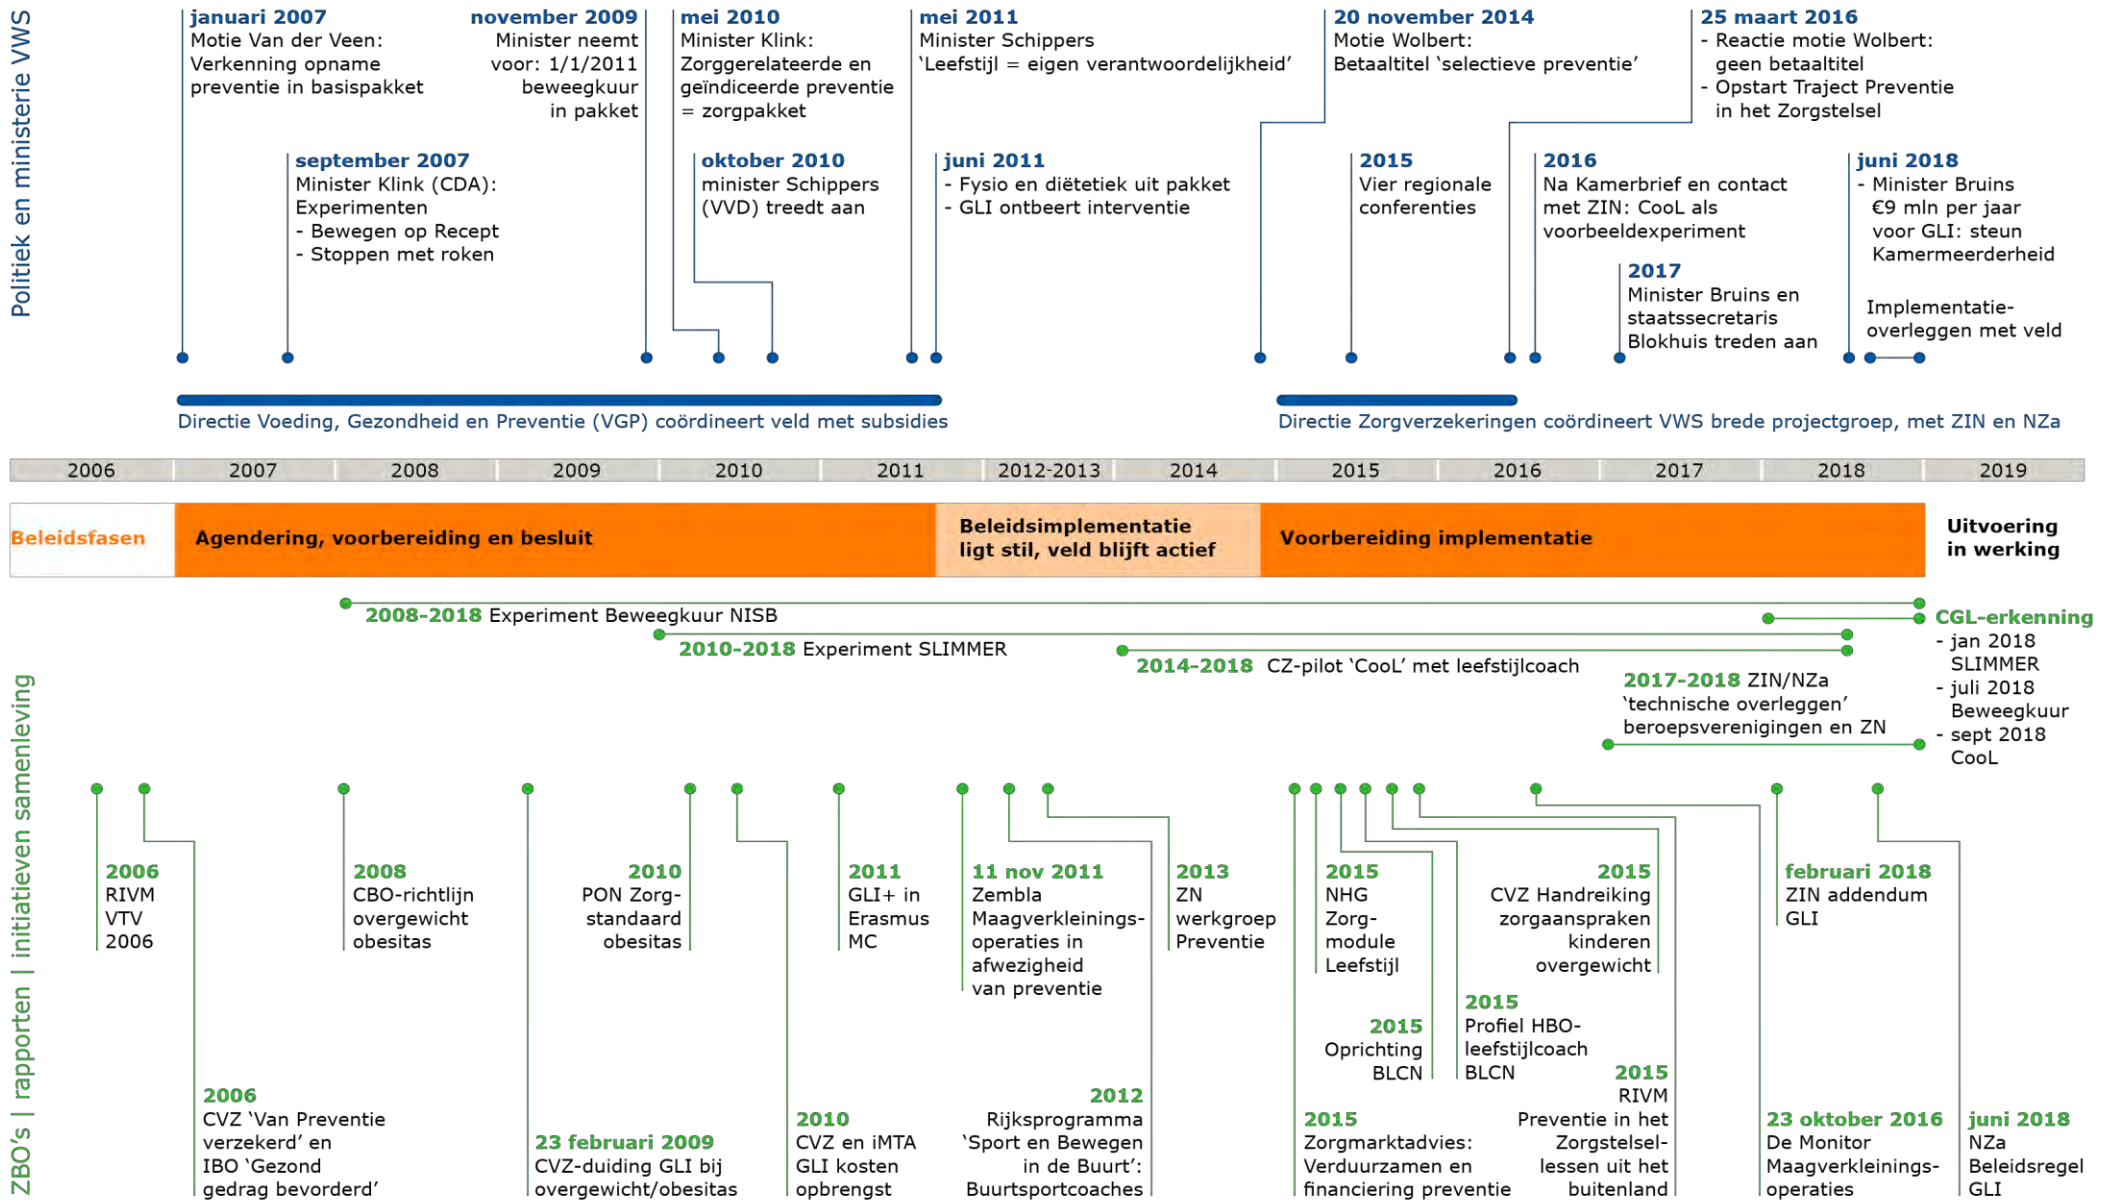 Politiek en ministerie VWS
januari 2007
Motie Van der Veen:
Verkenning opname
preventie in basispakket
november 2009
Minister neemt
voor: 1/1/2011
beweegkuur
in pakket
mei 2010
Minister Klink:
Zorggerelateerde en
geïndiceerde preventie
= zorgpakket
mei 2011
Minister Schippers
‘Leefstijl = eigen verantwoordelijkheid’
20 november 2014
Motie Wolbert:
Betaaltitel ‘selectieve preventie’
25 maart 2016
- Reactie motie Wolbert:
geen betaaltitel
- Opstart Traject Preventie
in het Zorgstelsel
september 2007
Minister Klink (CDA):
Experimenten
- Bewegen op Recept
- Stoppen met roken
oktober 2010
minister Schippers
(VVD) treedt aan
juni 2011
- Fysio en diëtetiek uit pakket
- GLI ontbeert interventie
2015
Vier regionale
conferenties
2016
Na Kamerbrief en contact
met ZIN: CooL als
voorbeeldexperiment
2017
Minister Bruins en
staatssecretaris
Blokhuis treden aan
juni 2018
- Minister Bruins
€9 mln per jaar
voor GLI: steun
Kamermeerderheid
Implementatie-
overleggen met veld
Directie Voeding, Gezondheid en Preventie (VGP) coördineert veld met subsidies
Directie Zorgverzekeringen coördineert VWS brede projectgroep, met ZIN en NZa
2006 2007 2008 2009 2010 2011 2012-2013 2014 2015 2016 2017 2018 2019
Beleidsfasen
Agendering, voorbereiding en besluit
Beleidsimplementatie
ligt stil, veld blijft actief
Voorbereiding implementatie
Uitvoering
in werking
ZBO’s | rapporten | initiatieven samenleving
2008-2018 Experiment Beweegkuur NISB
2010-2018 Experiment SLIMMER
2014-2018 CZ-pilot ‘CooL’ met leefstijlcoach
2017-2018 ZIN/NZa
‘technische overleggen’
beroepsverenigingen en ZN
CGL-erkenning
- jan 2018
SLIMMER
- juli 2018
Beweegkuur
- sept 2018
CooL
2006
RIVM
VTV
2006
2006
CVZ ‘Van Preventie
verzekerd’ en
IBO ‘Gezond
gedrag bevorderd’
2008
CBO-richtlijn
overgewicht
obesitas
23 februari 2009
CVZ-duiding GLI bij
overgewicht/obesitas
2010
PON Zorg-
standaard
obesitas
2010
CVZ en iMTA
GLI kosten
opbrengst
2011
GLI+ in
Erasmus
MC
11 nov 2011
Zembla
Maagverkleinings-
operaties in
afwezigheid
van preventie
2012
Rijksprogramma
‘Sport en Bewegen
in de Buurt’:
Buurtsportcoaches
2013
ZN
werkgroep
Preventie
2015
Zorgmarktadvies:
Verduurzamen en
financiering preventie
2015
NHG
Zorg-
module
Leefstijl
2015
Oprichting
BLCN
2015
Profiel HBO-
leefstijlcoach
BLCN
2015
CVZ Handreiking
zorgaanspraken
kinderen
overgewicht
2015
RIVM
Preventie in het
Zorgstelsel-
lessen uit het
buitenland
23 oktober 2016
De Monitor
Maagverkleinings-
operaties
februari 2018
ZIN addendum
GLI
juni 2018
NZa
Beleidsregel
GLI